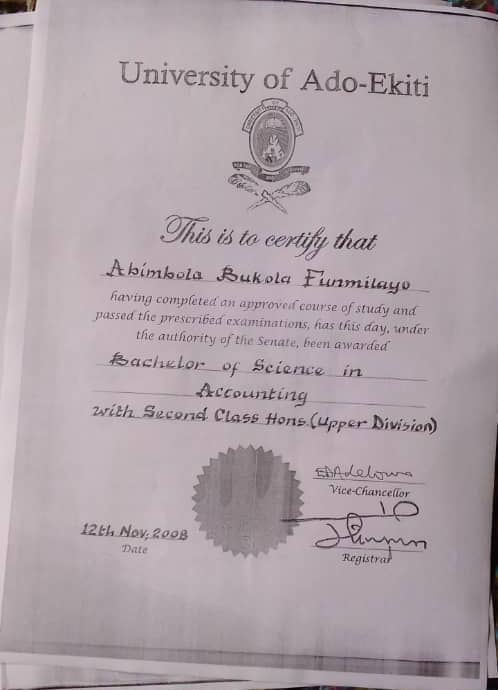 University of Ado-Ekiti
This is to certify that
Abimbola Bukola Funmilayo
having completed an approved course of study and
passed the prescribed examinations, has this day, under
the authority of the Senate, been awarded
Bachelor of Science in
Accounting
with Second Class Hons. (Upper Division)
Vice-Chancellor
12th Nov, 2008
Date
Registrar